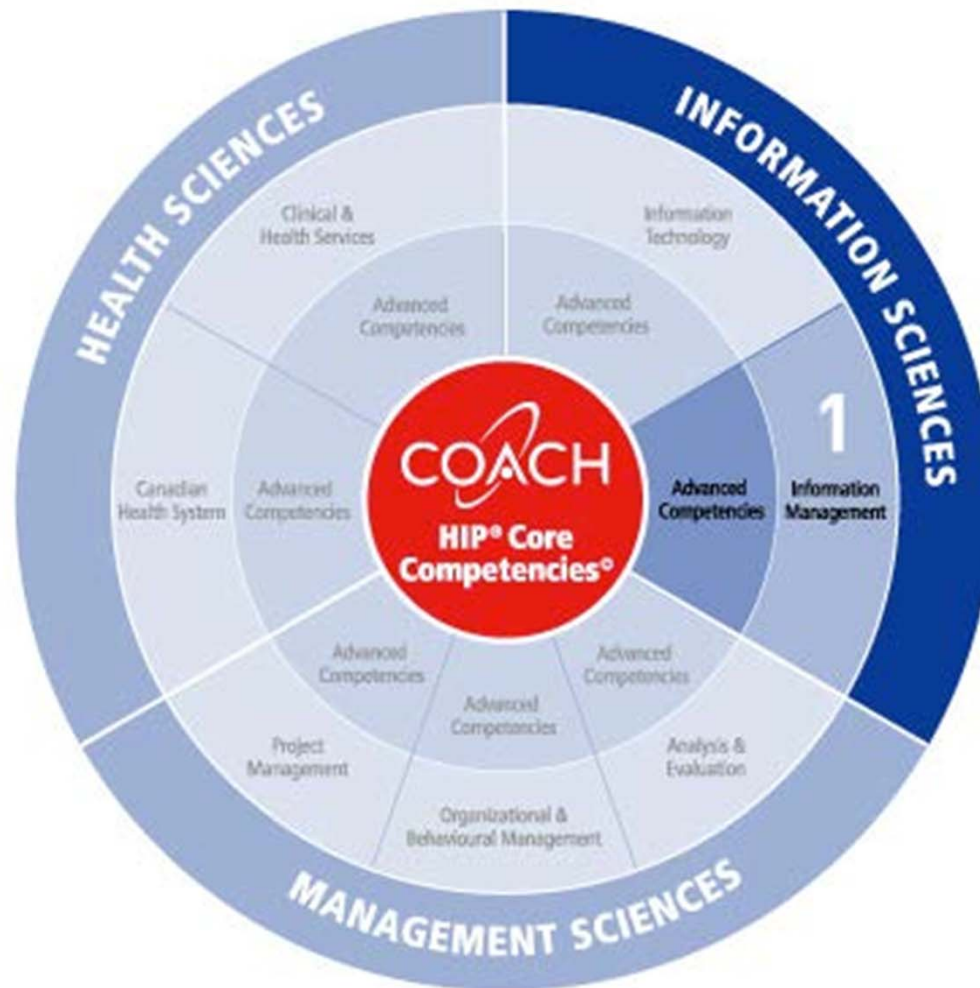 HEALTH SCIENCES
INFORMATION SCIENCES
Clinical &
Health Services
Information
Technology
Advanced
Competencies
Advanced
Competencies
1
COACH
HIP® Core
Competencies©
Canadian
Health System
Advanced
Competencies
Advanced
Competencies
Information
Management
Advanced
Competencies
Advanced
Competencies
Advanced
Competencies
Project
Management
Analysis &
Evaluation
Organizational &
Behavioural Management
MANAGEMENT SCIENCES